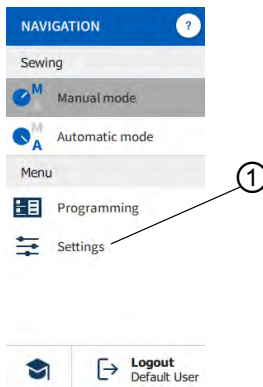 NAVIGATION ?
Sewing
M Manual mode
M
A Automatic mode
Menu
Programming
Settings
1
Logout
Default User